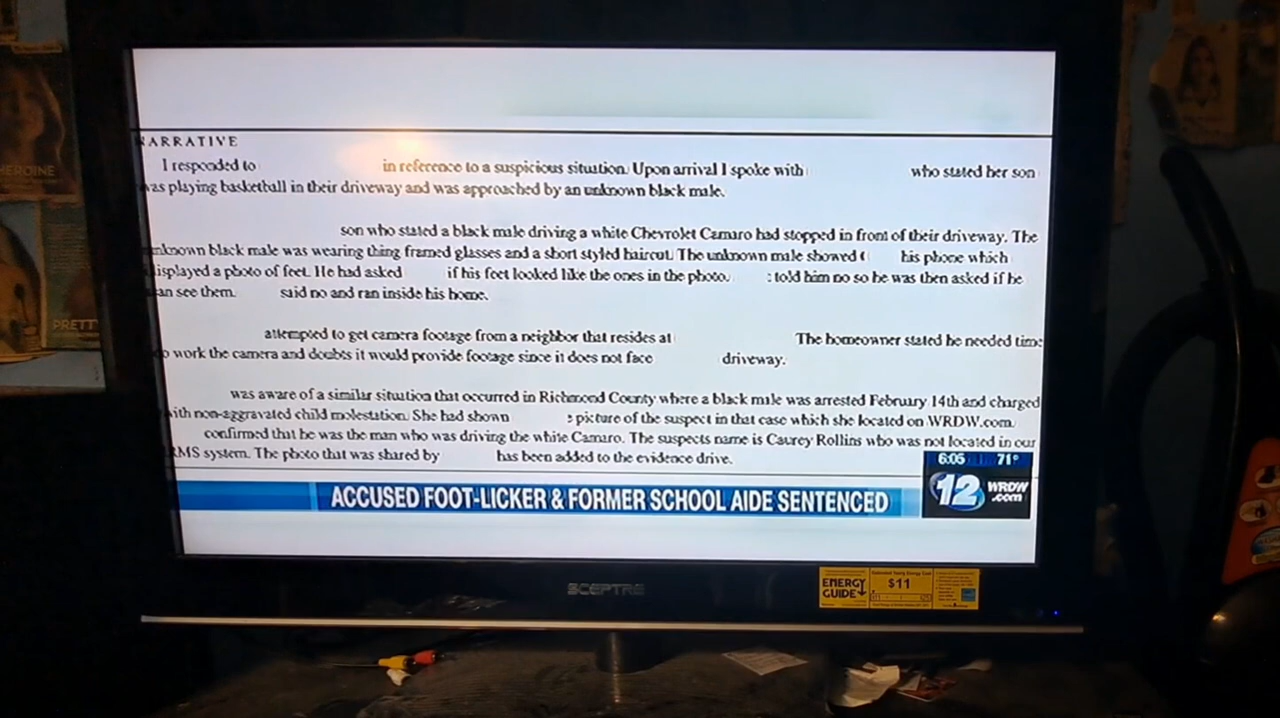 NARRATIVE
I responded to in reference to a suspicious situation. Upon arrival I spoke with who stated her son
was playing basketball in their driveway and was approached by an unknown black male.
son who stated a black male driving a white Chevrolet Camaro had stopped in front of their driveway. The
unknown black male was wearing thing framed glasses and a short styled haircut. The unknown male showed his phone which
displayed a photo of feet. He had asked if his feet looked like the ones in the photo. told him no so he was then asked if he
can see them. said no and ran inside his home.
attempted to get camera footage from a neighbor that resides at The homeowner stated he needed time
to work the camera and doubts it would provide footage since it does not face driveway.
was aware of a similar situation that occurred in Richmond County where a black male was arrested February 14th and charged
with non-aggravated child molestation. She had shown picture of the suspect in that case which she located on WRDW.com.
confirmed that he was the man who was driving the white Camaro. The suspects name is Caurey Rollins who was not located in our
RMS system. The photo that was shared by has been added to the evidence drive.
6:05 71°
12 WRDW.com
ACCUSED FOOT-LICKER & FORMER SCHOOL AIDE SENTENCED
SCEPTRE
ENERGY
GUIDE
$11
HEROINE
PRETT